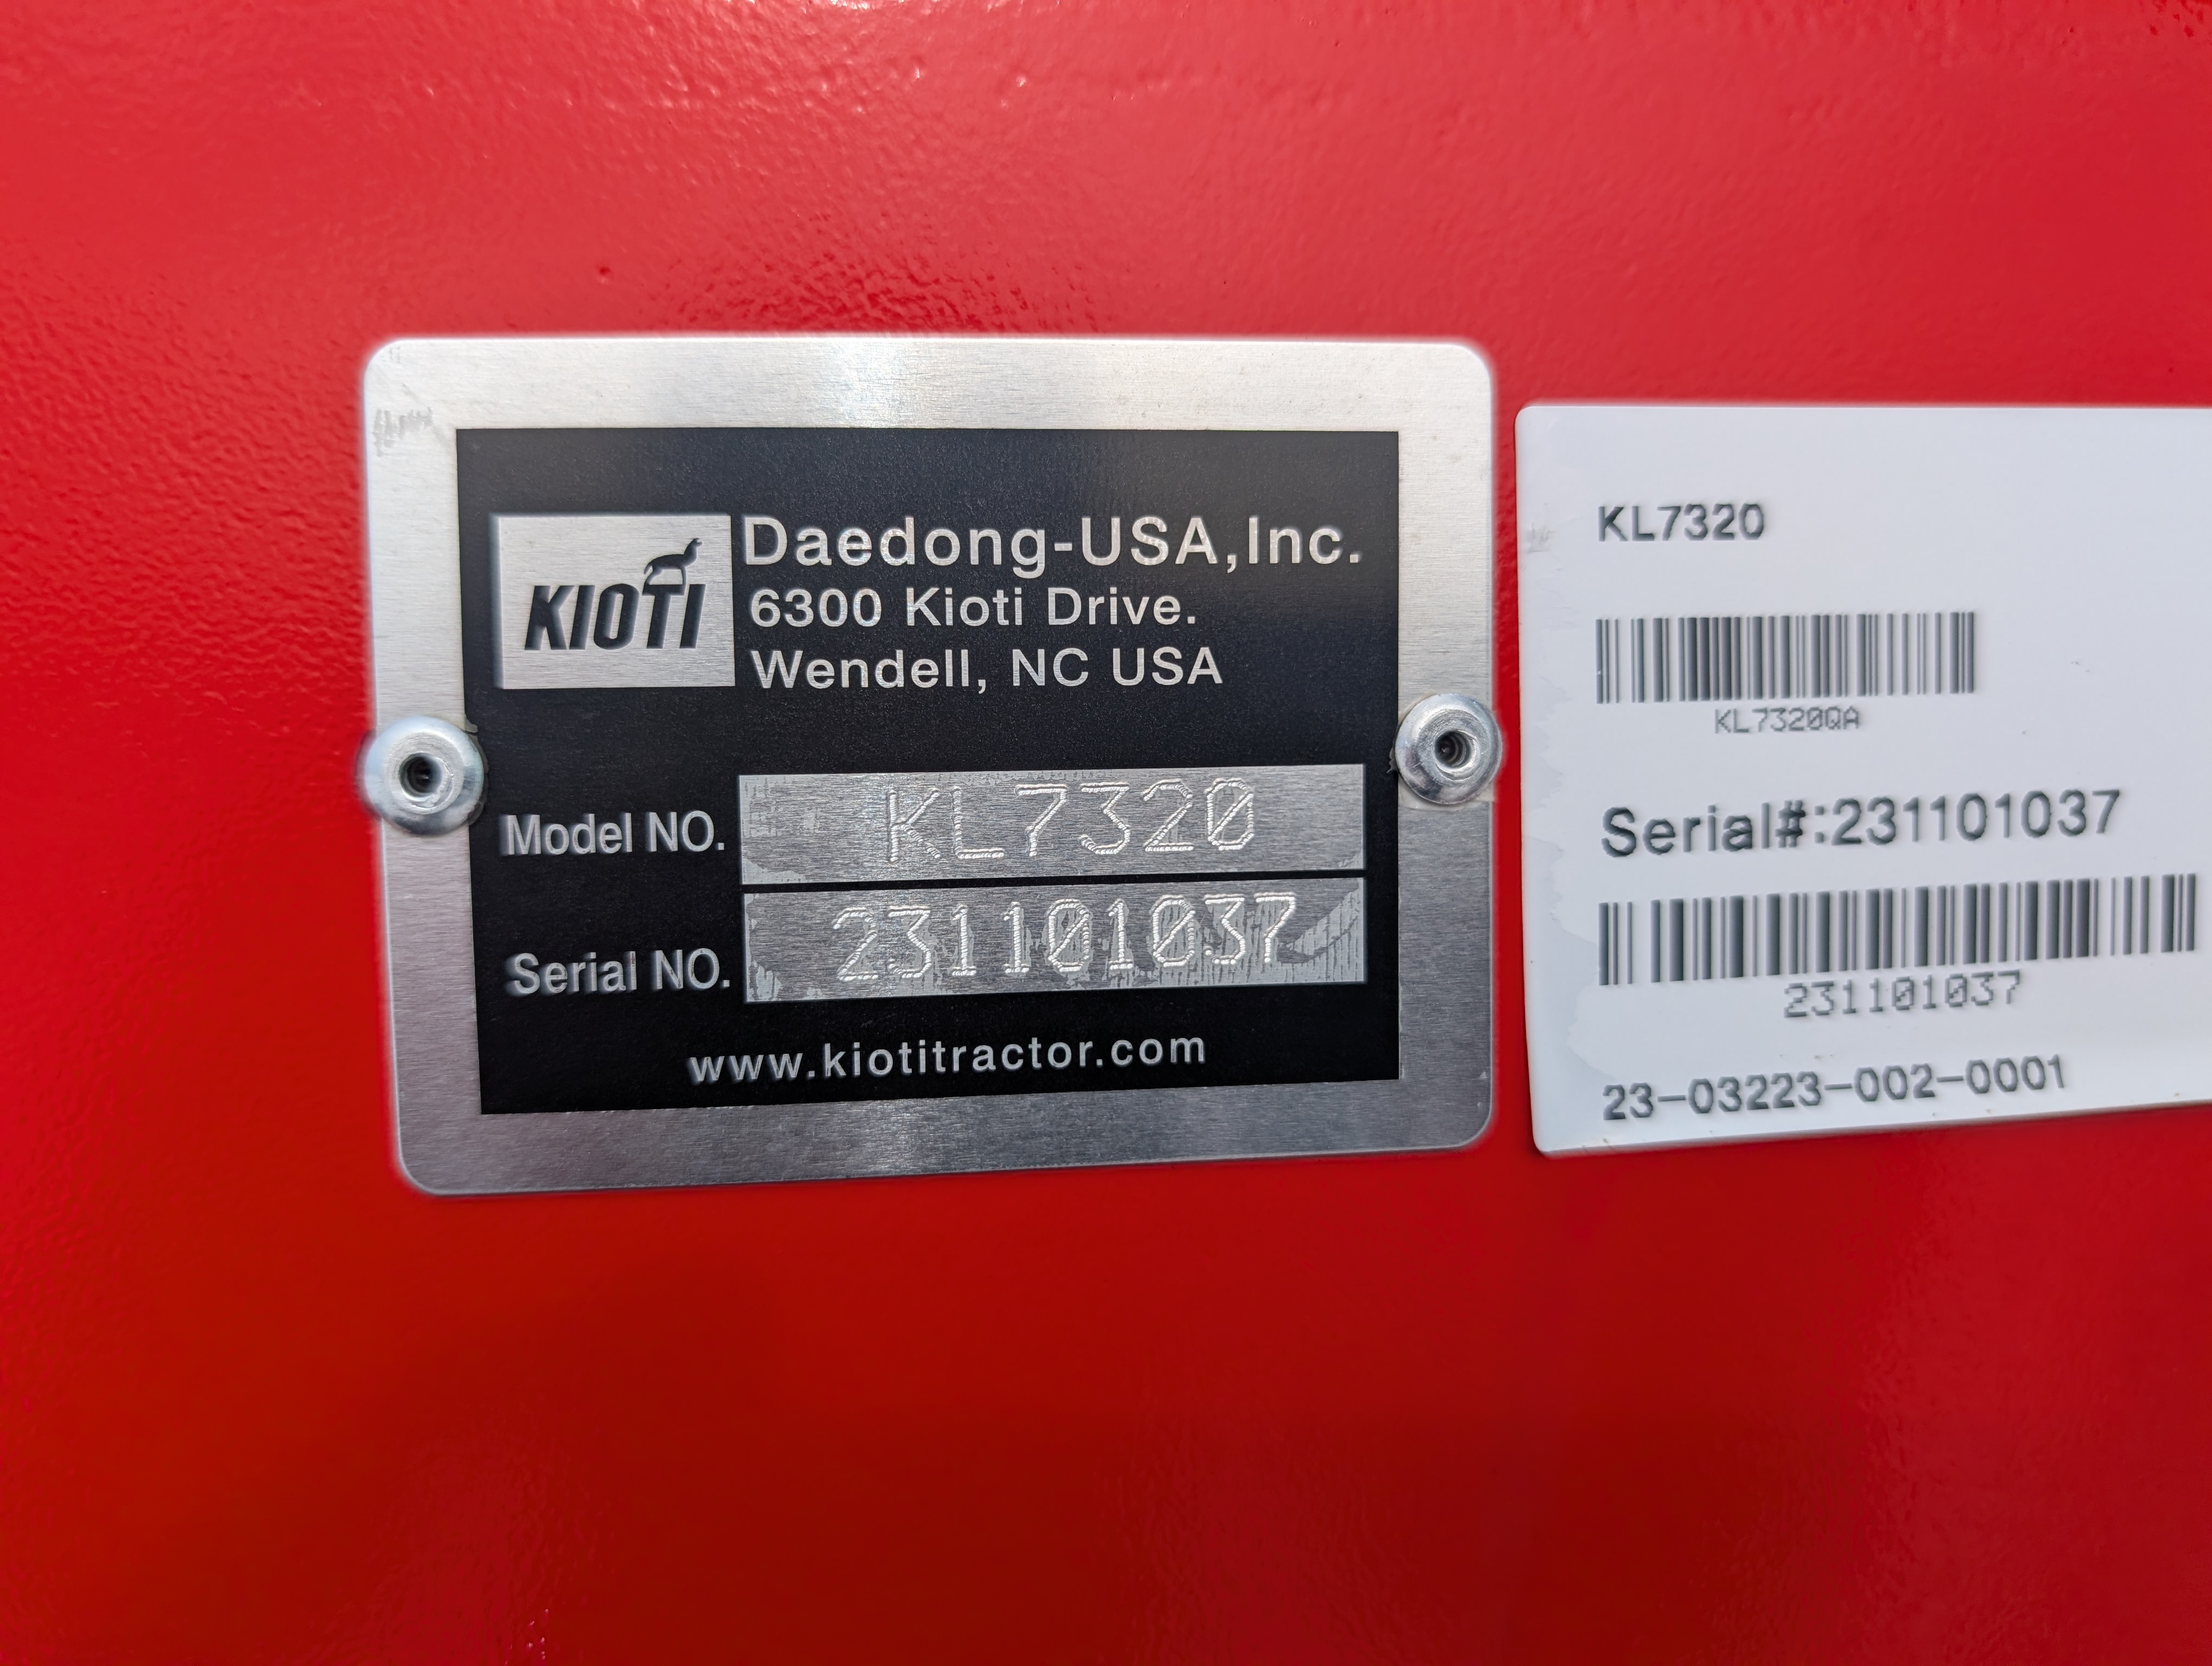 KIOTI
Daedong-USA,Inc.
6300 Kioti Drive.
Wendell, NC USA
Model NO. KL7320
Serial NO. 231101037
www.kiotitractor.com
KL7320
KL7320QA
Serial#:231101037
231101037
23-03223-002-0001